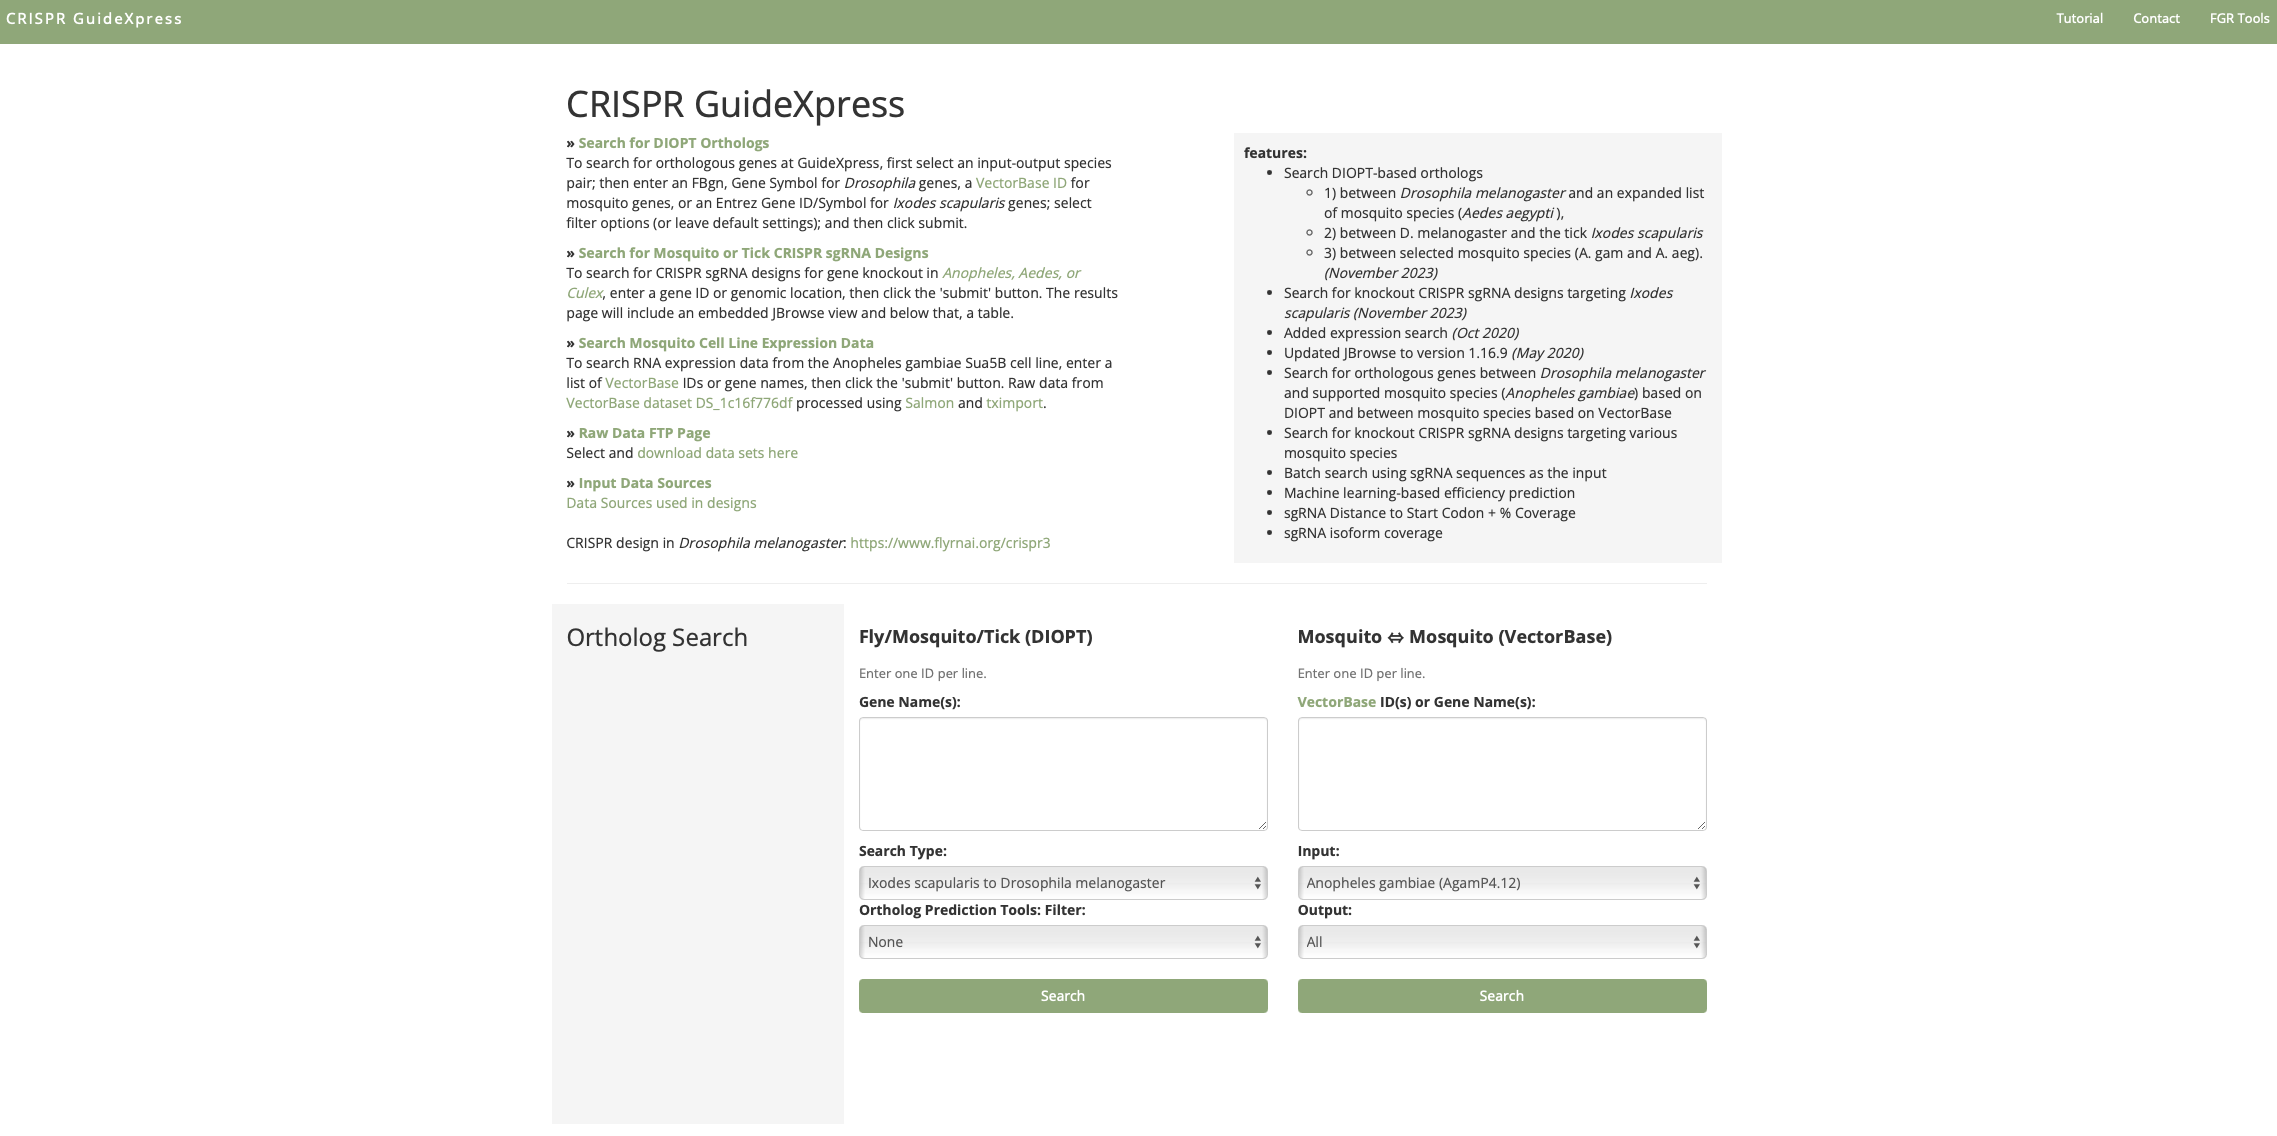 CRISPR GuideXpress
Tutorial
Contact
FGR Tools
CRISPR GuideXpress
» Search for DIOPT Orthologs
To search for orthologous genes at GuideXpress, first select an input-output species
pair; then enter an FBgn, Gene Symbol for Drosophila genes, a VectorBase ID for
mosquito genes, or an Entrez Gene ID/Symbol for Ixodes scapularis genes; select
filter options (or leave default settings); and then click submit.
» Search for Mosquito or Tick CRISPR sgRNA Designs
To search for CRISPR sgRNA designs for gene knockout in Anopheles, Aedes, or
Culex, enter a gene ID or genomic location, then click the 'submit' button. The results
page will include an embedded JBrowse view and below that, a table.
» Search Mosquito Cell Line Expression Data
To search RNA expression data from the Anopheles gambiae Sua5B cell line, enter a
list of VectorBase IDs or gene names, then click the 'submit' button. Raw data from
VectorBase dataset DS_1c16f776df processed using Salmon and tximport.
» Raw Data FTP Page
Select and download data sets here
» Input Data Sources
Data Sources used in designs
CRISPR design in Drosophila melanogaster: https://www.flyrnai.org/crispr3
features:
• Search DIOPT-based orthologs
◦ 1) between Drosophila melanogaster and an expanded list
of mosquito species (Aedes aegypti ),
◦ 2) between D. melanogaster and the tick Ixodes scapularis
◦ 3) between selected mosquito species (A. gam and A. aeg).
(November 2023)
• Search for knockout CRISPR sgRNA designs targeting Ixodes
scapularis (November 2023)
• Added expression search (Oct 2020)
• Updated JBrowse to version 1.16.9 (May 2020)
• Search for orthologous genes between Drosophila melanogaster
and supported mosquito species (Anopheles gambiae) based on
DIOPT and between mosquito species based on VectorBase
• Search for knockout CRISPR sgRNA designs targeting various
mosquito species
• Batch search using sgRNA sequences as the input
• Machine learning-based efficiency prediction
• sgRNA Distance to Start Codon + % Coverage
• sgRNA isoform coverage
Ortholog Search
Fly/Mosquito/Tick (DIOPT)
Enter one ID per line.
Gene Name(s):
Search Type:
Ixodes scapularis to Drosophila melanogaster
Ortholog Prediction Tools: Filter:
None
Search
Mosquito ⇔ Mosquito (VectorBase)
Enter one ID per line.
VectorBase ID(s) or Gene Name(s):
Input:
Anopheles gambiae (AgamP4.12)
Output:
All
Search